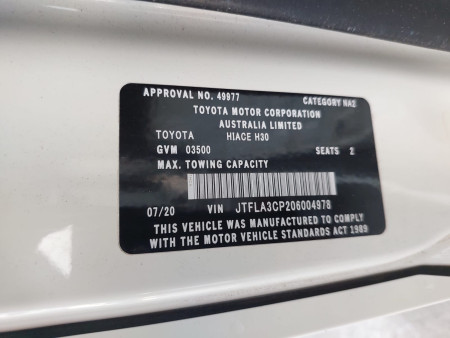 APPROVAL NO. 49977 CATEGORY NA2
TOYOTA MOTOR CORPORATION
AUSTRALIA LIMITED
TOYOTA HIACE H30
GVM 03500 SEATS 2
MAX. TOWING CAPACITY
07/20 VIN JTFLA3CP206004978
THIS VEHICLE WAS MANUFACTURED TO COMPLY
WITH THE MOTOR VEHICLE STANDARDS ACT 1989